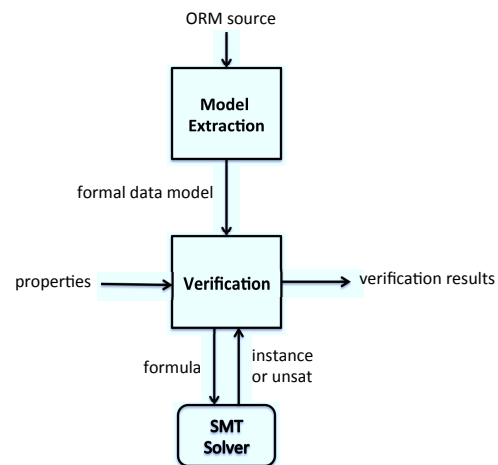 ORM source
Model
Extraction
formal data model
properties
Verification
verification results
formula
instance
or unsat
SMT
Solver